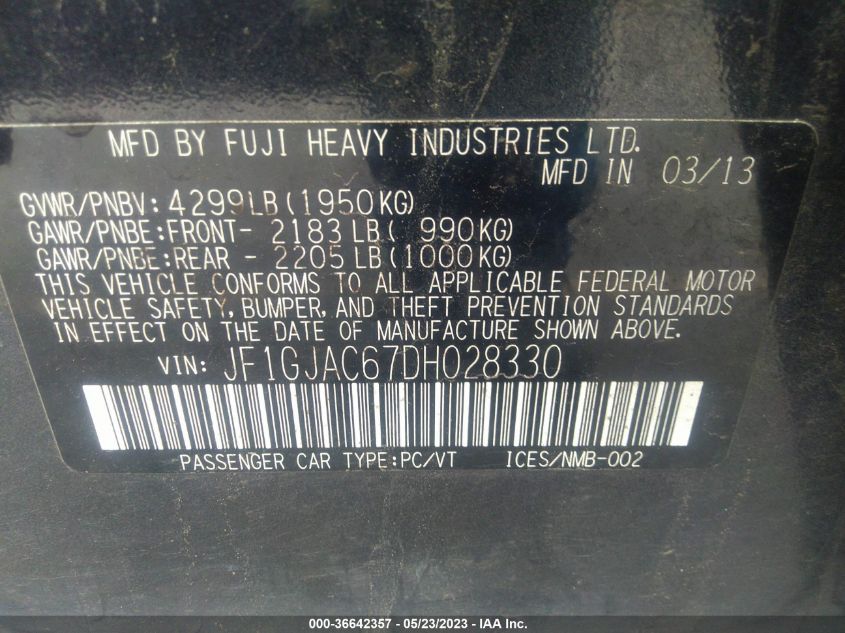 MFD BY FUJI HEAVY INDUSTRIES LTD.
MFD IN 03/13
GVWR/PNBV: 4299LB(1950KG)
GAWR/PNBE:FRONT- 2183LB( 990KG)
GAWR/PNBE:REAR - 2205LB(1000KG)
THIS VEHICLE CONFORMS TO ALL APPLICABLE FEDERAL MOTOR
VEHICLE SAFETY, BUMPER, AND THEFT PREVENTION STANDARDS
IN EFFECT ON THE DATE OF MANUFACTURE SHOWN ABOVE.
VIN: JF1GJAC67DH028330
PASSENGER CAR TYPE:PC/VT ICES/NMB-002
000-36642357 - 05/23/2023 - IAA Inc.